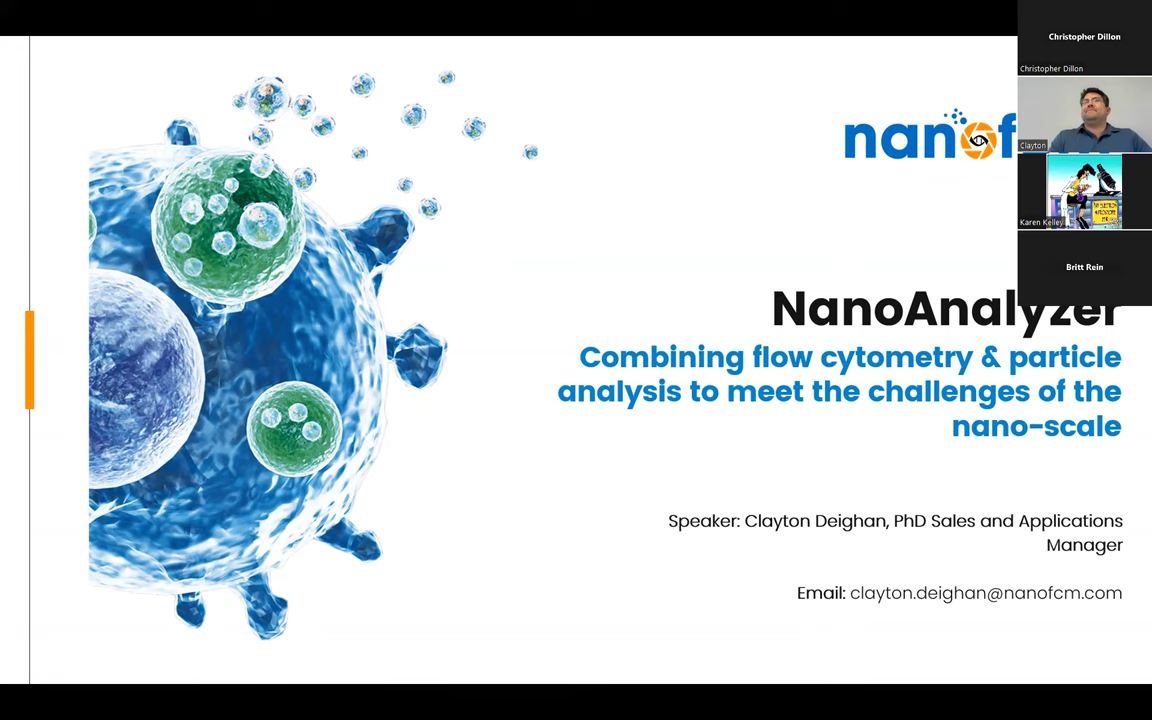 Christopher Dillon
Christopher Dillon
Clayton
Karen Kelley
Britt Rein
nanof
NanoAnalyzer
Combining flow cytometry & particle
analysis to meet the challenges of the
nano-scale
Speaker: Clayton Deighan, PhD Sales and Applications
Manager
Email: clayton.deighan@nanofcm.com